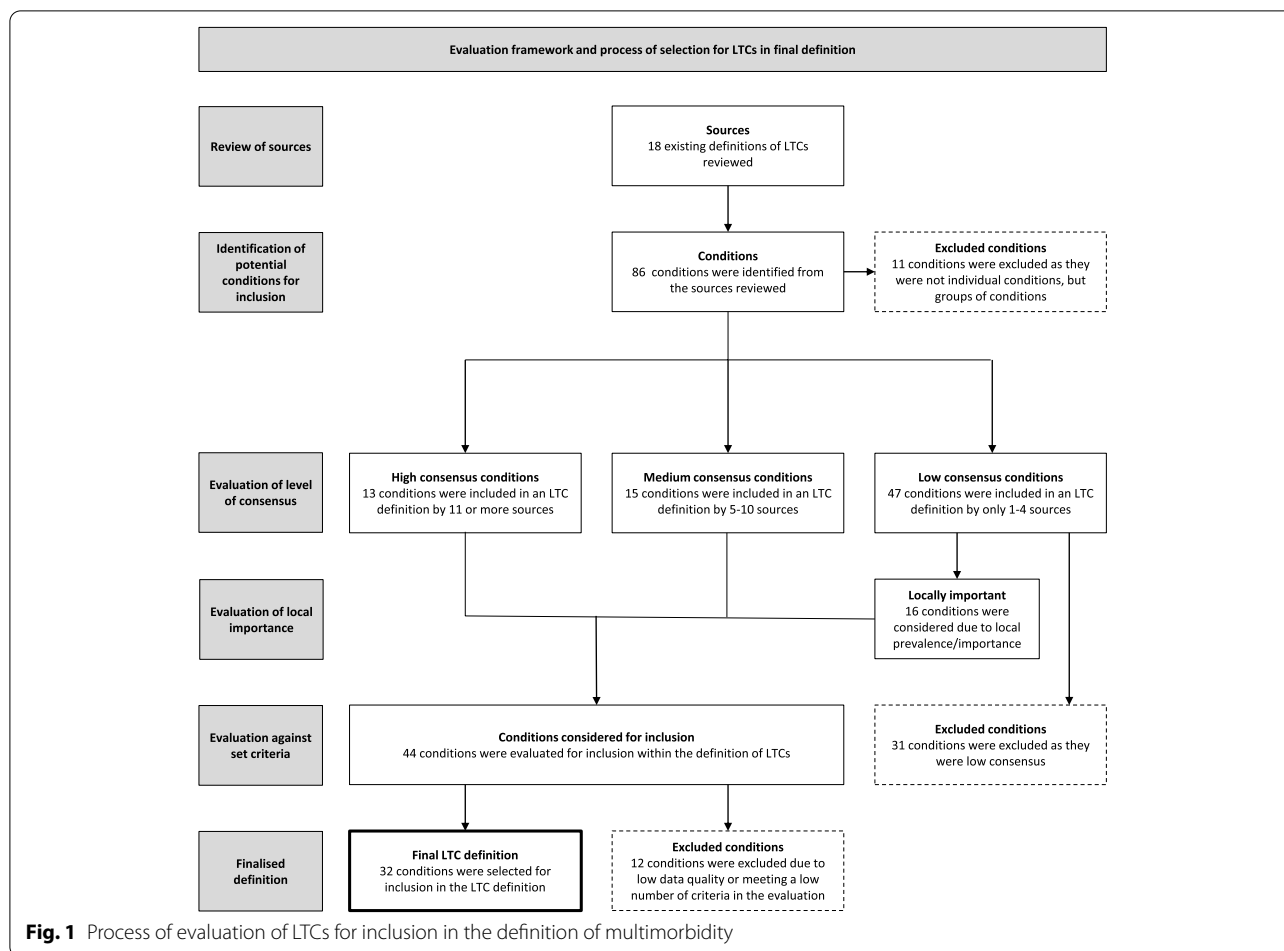 Evaluation framework and process of selection for LTCs in final definition
Review of sources
Sources
18 existing definitions of LTCs
reviewed
Identification of
potential
conditions for
inclusion
Conditions
86 conditions were identified from
the sources reviewed
Excluded conditions
11 conditions were excluded as they
were not individual conditions, but
groups of conditions
Evaluation of level
of consensus
High consensus conditions
13 conditions were included in an LTC
definition by 11 or more sources
Medium consensus conditions
15 conditions were included in an LTC
definition by 5-10 sources
Low consensus conditions
47 conditions were included in an LTC
definition by only 1-4 sources
Evaluation of local
importance
Locally important
16 conditions were
considered due to local
prevalence/importance
Evaluation against
set criteria
Conditions considered for inclusion
44 conditions were evaluated for inclusion within the definition of LTCs
Excluded conditions
31 conditions were excluded as they
were low consensus
Finalised
definition
Final LTC definition
32 conditions were selected for
inclusion in the LTC definition
Excluded conditions
12 conditions were excluded due to
low data quality or meeting a low
number of criteria in the evaluation
Fig. 1 Process of evaluation of LTCs for inclusion in the definition of multimorbidity